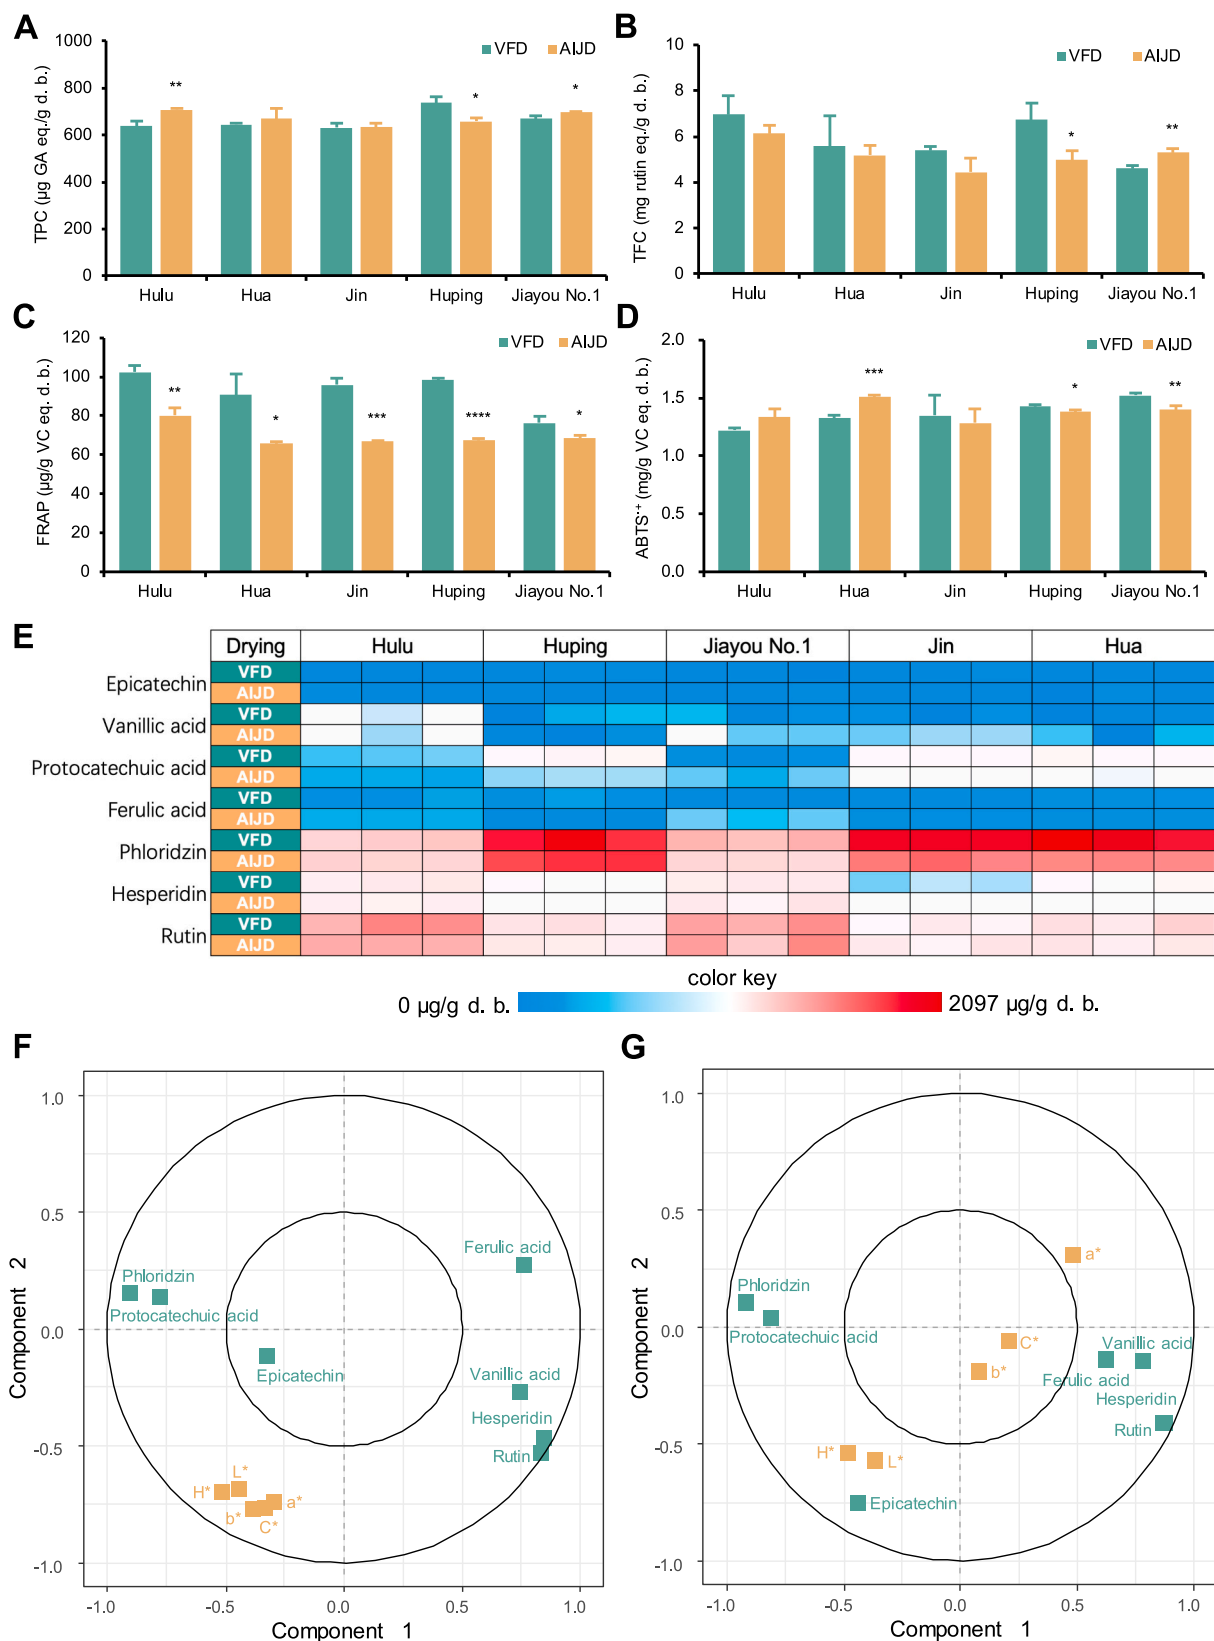 A
1000
800
600
400
200
0
TPC (μg GA eq./g d. b.)
VFD AIJD
** * *
Hulu Hua Jin Huping Jiayou No.1
B
10
8
6
4
2
0
TFC (mg rutin eq./g d. b.)
VFD AIJD
* **
Hulu Hua Jin Huping Jiayou No.1
C
120
100
80
60
40
20
0
FRAP (μg/g VC eq. d. b.)
VFD AIJD
** * *** **** *
Hulu Hua Jin Huping Jiayou No.1
D
2.0
1.5
1.0
0.5
0.0
ABTS·+ (mg/g VC eq. d. b.)
VFD AIJD
*** * **
Hulu Hua Jin Huping Jiayou No.1
E
Drying Hulu Huping Jiayou No.1 Jin Hua
Epicatechin VFD
AIJD
Vanillic acid VFD
AIJD
Protocatechuic acid VFD
AIJD
Ferulic acid VFD
AIJD
Phloridzin VFD
AIJD
Hesperidin VFD
AIJD
Rutin VFD
AIJD
color key
0 μg/g d. b. 2097 μg/g d. b.
F
Component 2
1.0
0.5
0.0
-0.5
-1.0
Ferulic acid
Phloridzin
Protocatechuic acid
Epicatechin
Vanillic acid
Hesperidin
Rutin
L*
H*
a*
b*
C*
-1.0 -0.5 0.0 0.5 1.0
Component 1
G
Component 2
1.0
0.5
0.0
-0.5
-1.0
a*
Phloridzin
Protocatechuic acid
C*
Vanillic acid
b*
Ferulic acid
Hesperidin
Rutin
H*
L*
Epicatechin
-1.0 -0.5 0.0 0.5 1.0
Component 1